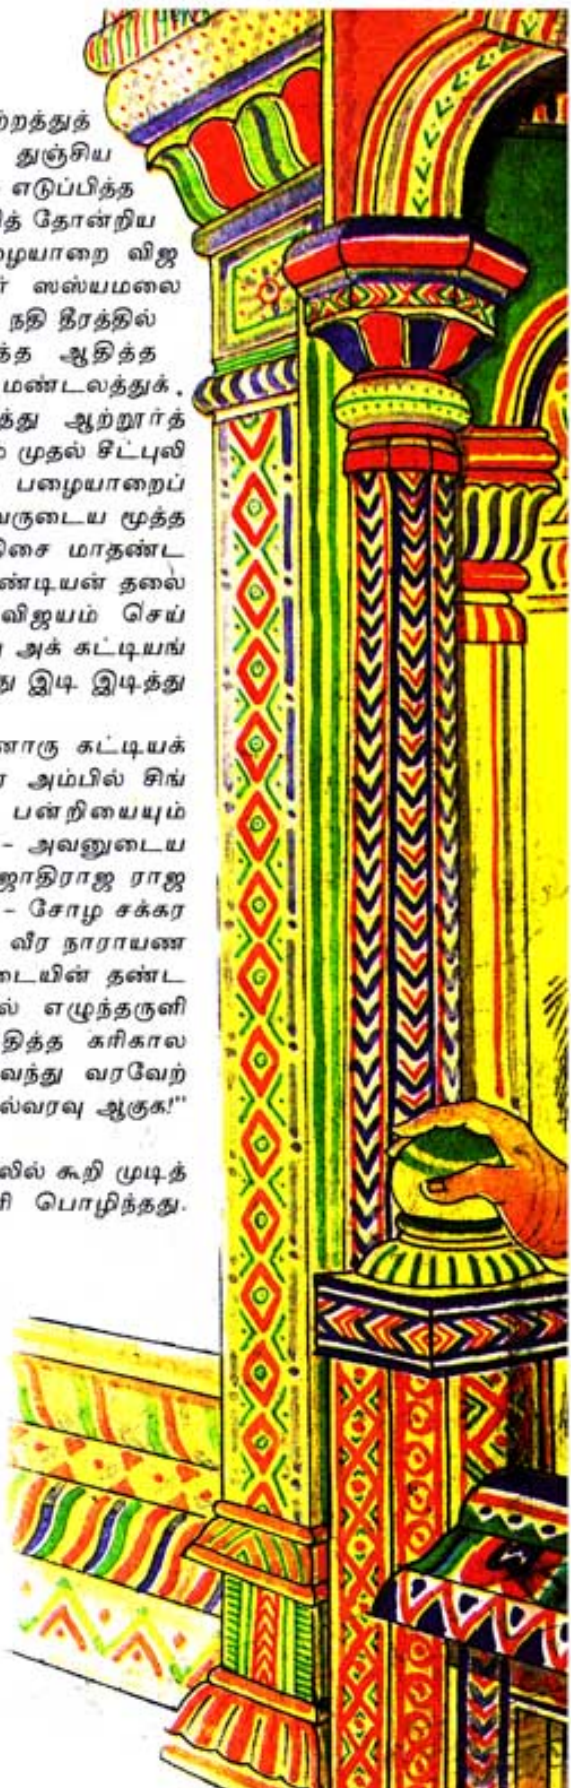 ற்றத்துத்
துஞ்சிய
எடுப்பித்த
த் தோன்றிய
ழையாறை விஜ
ஸஸ்யமலை
நதி தீரத்தில்
த்த ஆதித்த
மண்டலத்துக்
த்து ஆற்றூர்த்
முதல் சீட்புலி
பழையாறைப்
வருடைய மூத்த
திசை மாதண்ட
ண்டியன் தலை
விஜயம் செய்
அக் கட்டியங்
து இடி இடித்து
னொரு கட்டியக்
அம்பில் சிங்
பன்றியையும்
– அவனுடைய
ஜாதிராஜ ராஜ
– சோழ சக்கர
வீர நாராயண
டையின் தண்ட
ல் எழுந்தருளி
தித்த கரிகால
வந்து வரவேற்
ல்வரவு ஆகுக!"
லில் கூறி முடித்
ரி பொழிந்தது.